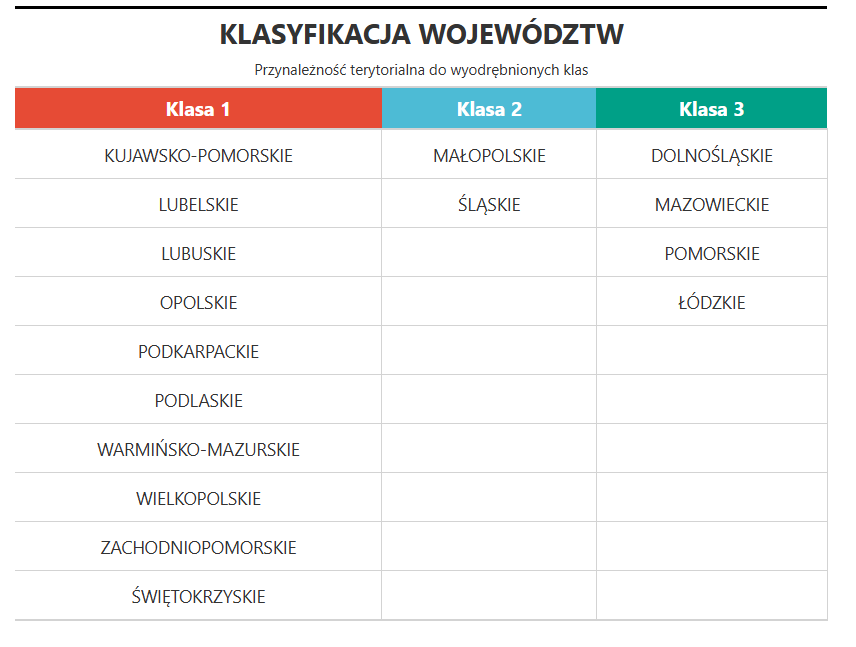 KLASYFIKACJA WOJEWÓDZTW
Przynależność terytorialna do wyodrębnionych klas
Klasa 1 Klasa 2 Klasa 3
KUJAWSKO-POMORSKIE MAŁOPOLSKIE DOLNOŚLĄSKIE
LUBELSKIE ŚLĄSKIE MAZOWIECKIE
LUBUSKIE POMORSKIE
OPOLSKIE ŁÓDZKIE
PODKARPACKIE
PODLASKIE
WARMIŃSKO-MAZURSKIE
WIELKOPOLSKIE
ZACHODNIOPOMORSKIE
ŚWIĘTOKRZYSKIE